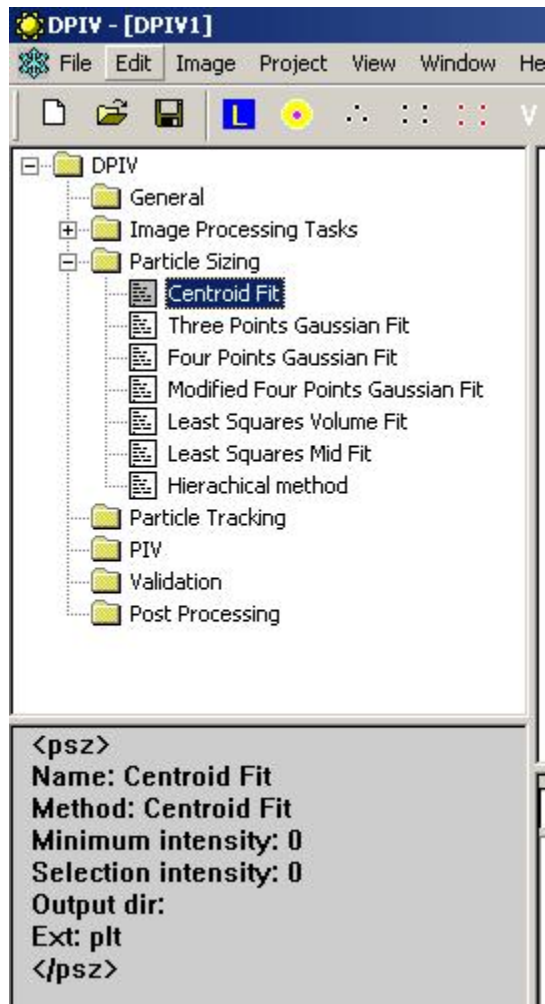 DPIV - [DPIV1]
File Edit Image Project View Window He
L V
DPIV
General
Image Processing Tasks
Particle Sizing
Centroid Fit
Three Points Gaussian Fit
Four Points Gaussian Fit
Modified Four Points Gaussian Fit
Least Squares Volume Fit
Least Squares Mid Fit
Hierachical method
Particle Tracking
PIV
Validation
Post Processing
<psz>
Name: Centroid Fit
Method: Centroid Fit
Minimum intensity: 0
Selection intensity: 0
Output dir:
Ext: plt
</psz>